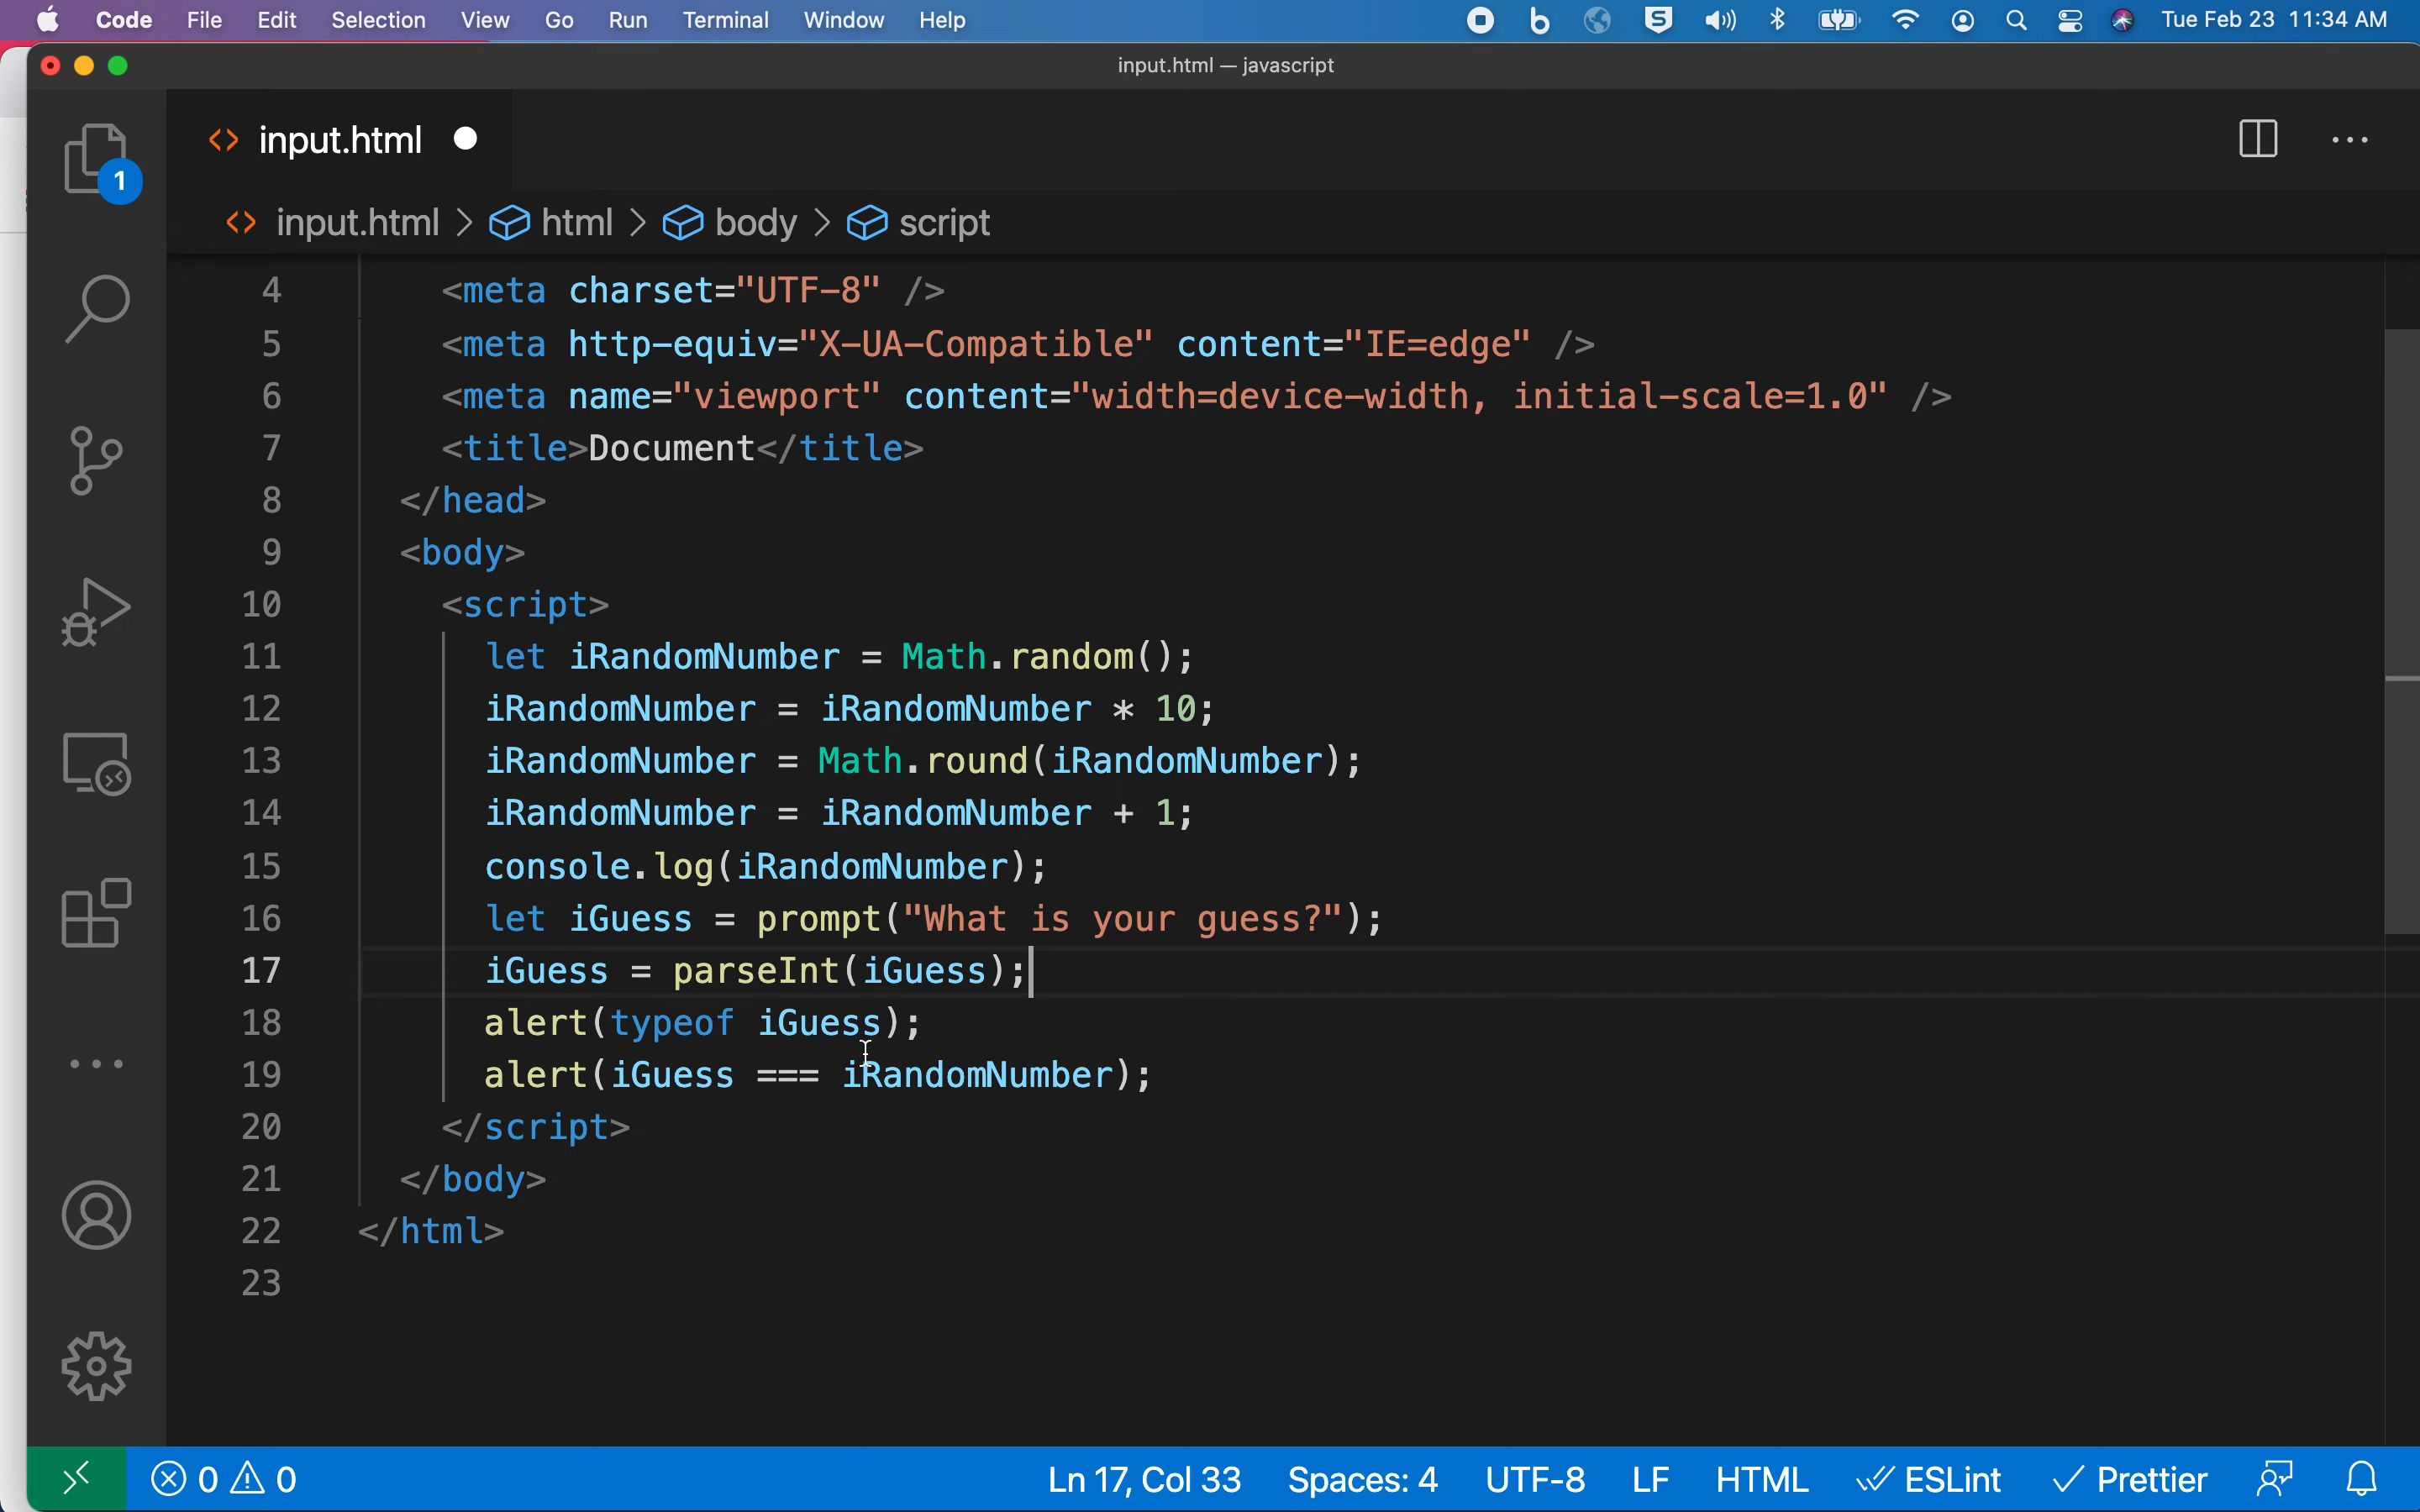 Code File Edit Selection View Go Run Terminal Window Help Tue Feb 23 11:34 AM
input.html — javascript
input.html
1
input.html > html > body > script
4 <meta charset="UTF-8" />
5 <meta http-equiv="X-UA-Compatible" content="IE=edge" />
6 <meta name="viewport" content="width=device-width, initial-scale=1.0" />
7 <title>Document</title>
8 </head>
9 <body>
10 <script>
11 let iRandomNumber = Math.random();
12 iRandomNumber = iRandomNumber * 10;
13 iRandomNumber = Math.round(iRandomNumber);
14 iRandomNumber = iRandomNumber + 1;
15 console.log(iRandomNumber);
16 let iGuess = prompt("What is your guess?");
17 iGuess = parseInt(iGuess);
18 alert(typeof iGuess);
19 alert(iGuess === iRandomNumber);
20 </script>
21 </body>
22 </html>
23
0 0 Ln 17, Col 33 Spaces: 4 UTF-8 LF HTML ESLint Prettier